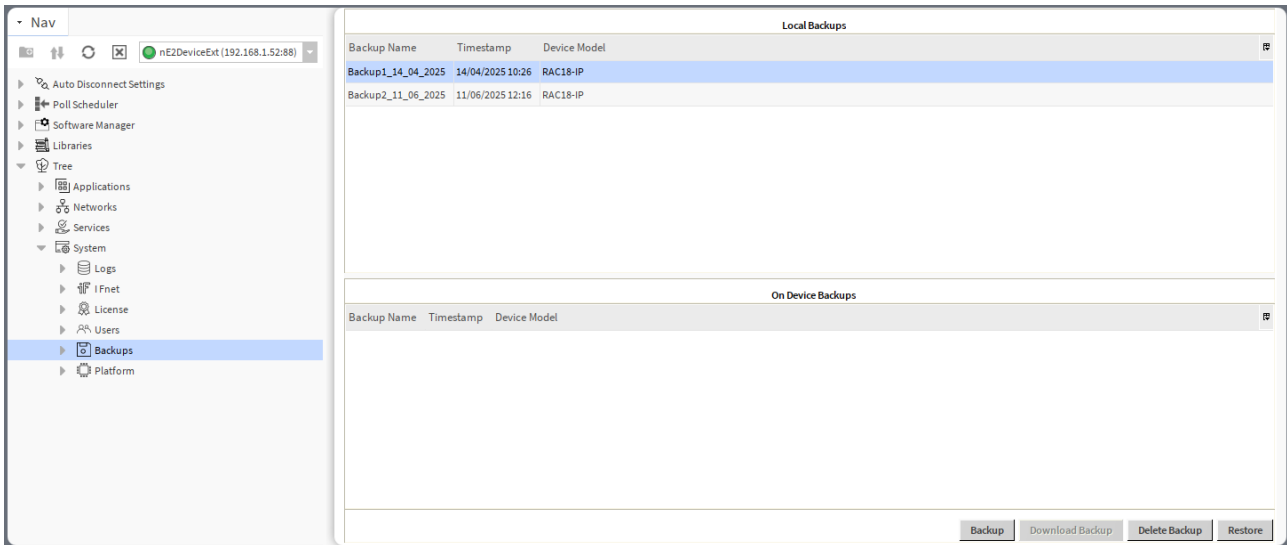 Nav
nE2DeviceExt (192.168.1.52:88)
Auto Disconnect Settings
Poll Scheduler
Software Manager
Libraries
Tree
Applications
Networks
Services
System
Logs
IFnet
License
Users
Backups
Platform
Local Backups
Backup Name Timestamp Device Model
Backup1_14_04_2025 14/04/2025 10:26 RAC18-IP
Backup2_11_06_2025 11/06/2025 12:16 RAC18-IP
On Device Backups
Backup Name Timestamp Device Model
Backup Download Backup Delete Backup Restore